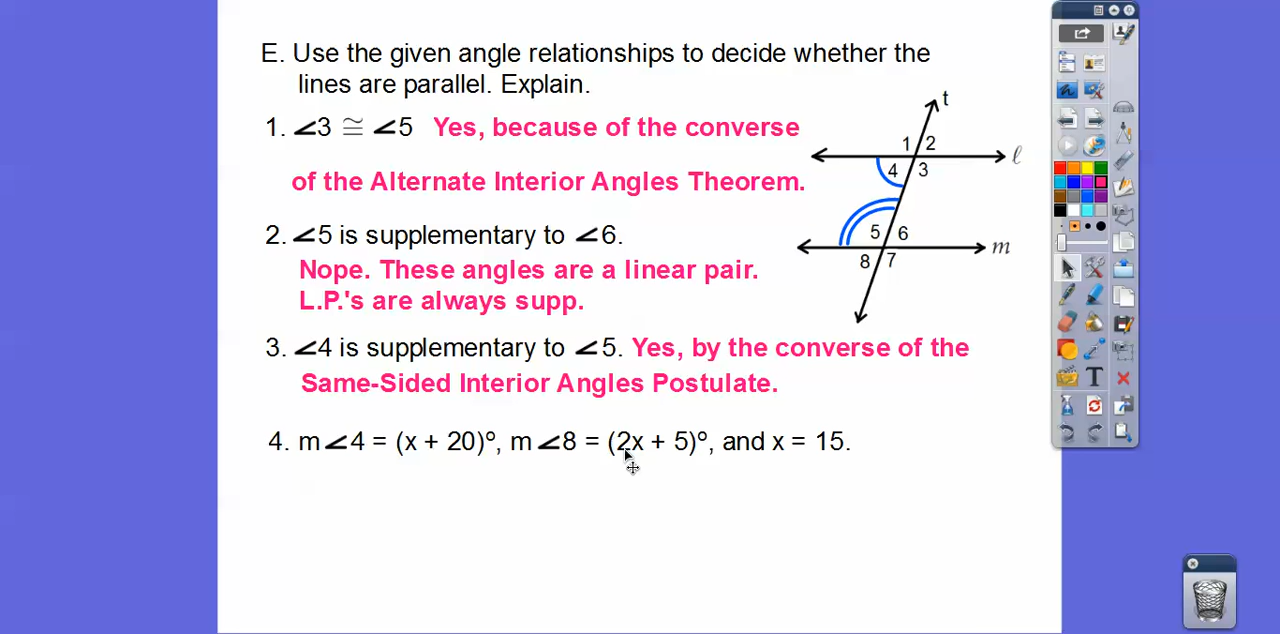 E. Use the given angle relationships to decide whether the
lines are parallel. Explain.
1. ∠3 ≅ ∠5 Yes, because of the converse
of the Alternate Interior Angles Theorem.
2. ∠5 is supplementary to ∠6.
Nope. These angles are a linear pair.
L.P.'s are always supp.
3. ∠4 is supplementary to ∠5. Yes, by the converse of the
Same-Sided Interior Angles Postulate.
4. m∠4 = (x + 20)°, m∠8 = (2x + 5)°, and x = 15.
t
1 2
ℓ
4 3
5 6
m
8 7
T